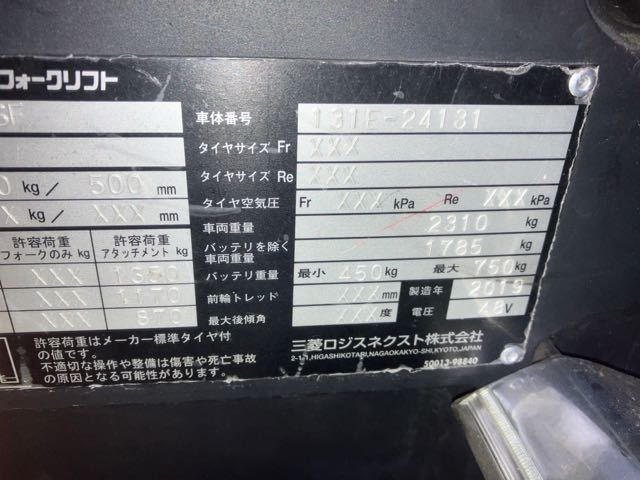 フォークリフト
SF
車体番号 131E-24131
タイヤサイズ Fr XXX
タイヤサイズ Re XXX
0 kg / 500 mm
タイヤ空気圧 Fr XXX kPa Re XXX kPa
X kg / XXX mm
車両重量 2310 kg
バッテリを除く車両重量 1785 kg
許容荷重 フォークのみ kg 許容荷重 アタッチメント kg
XXX 1350
バッテリ重量 最小 450 kg 最大 750 kg
XXX 1170
前輪トレッド XXX mm 製造年 2019
XXX 870
最大後傾角 XXX 度 電圧 48 V
許容荷重はメーカー標準タイヤ付
の値です。
不適切な操作や整備は傷害や死亡事故
の原因となる可能性があります。
三菱ロジスネクスト株式会社
2-1-1, HIGASHIKOTARI, NAGAOKAKYO-SHI, KYOTO, JAPAN
50013-98840